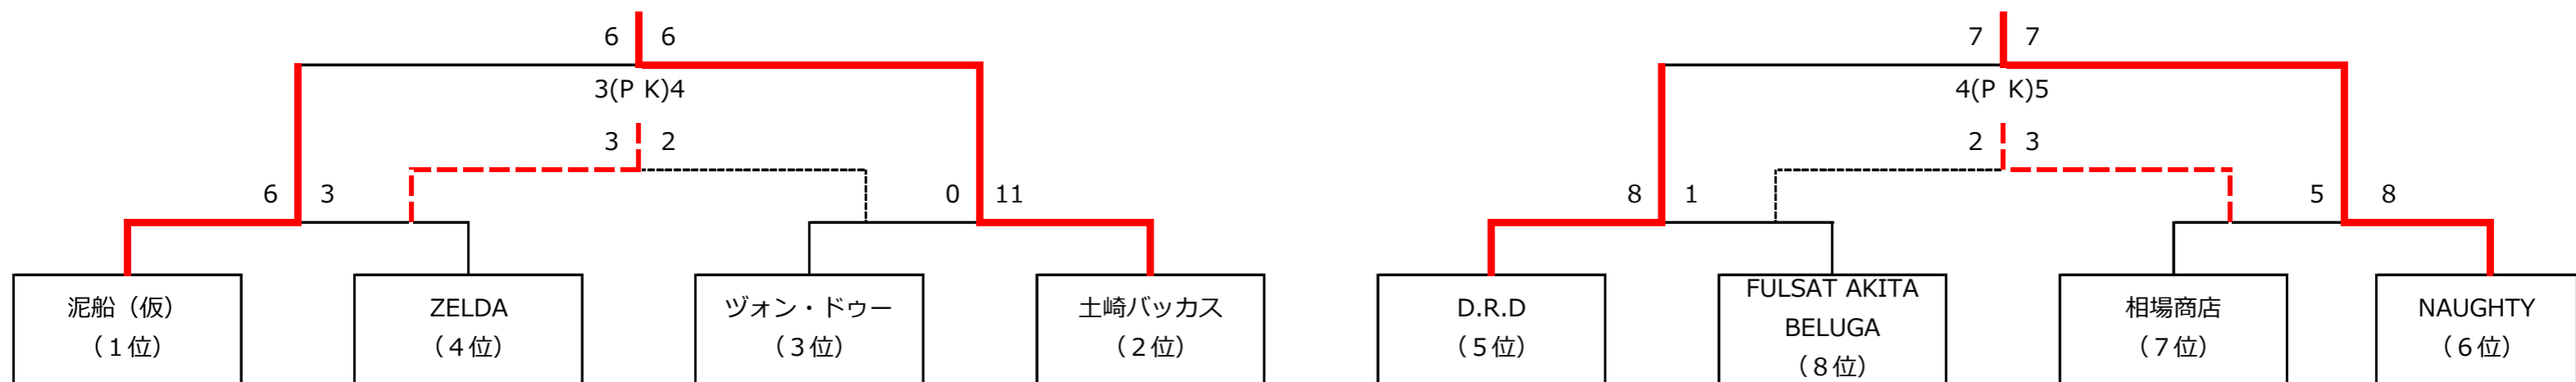 6 6 7 7
3(P K)4 4(P K)5
3 2 2 3
6 3 0 11 8 1 5 8
泥船（仮） ZELDA ヅォン・ドゥー 土崎バッカス D.R.D FULSAT AKITA 相場商店 NAUGHTY
BELUGA
（１位） （４位） （３位） （２位） （５位） （８位） （７位） （６位）